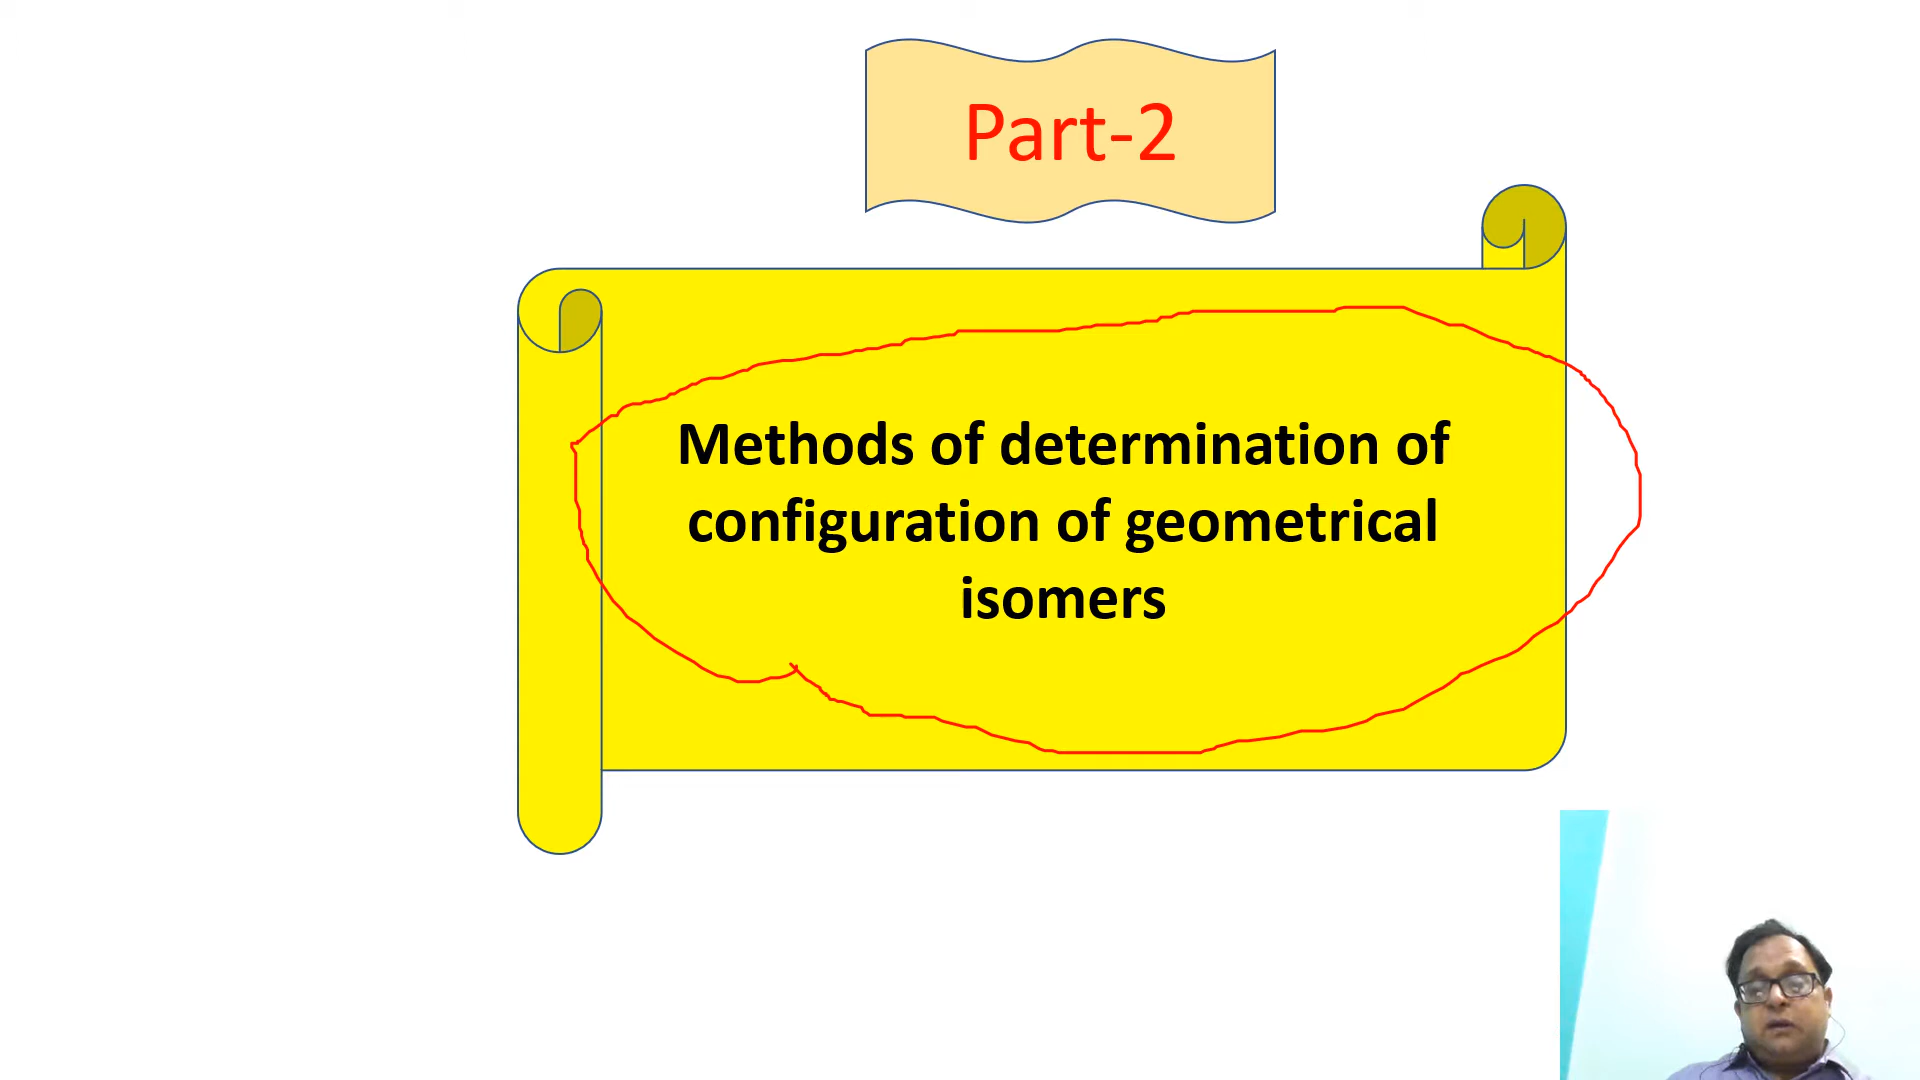 Part-2
Methods of determination of
configuration of geometrical
isomers